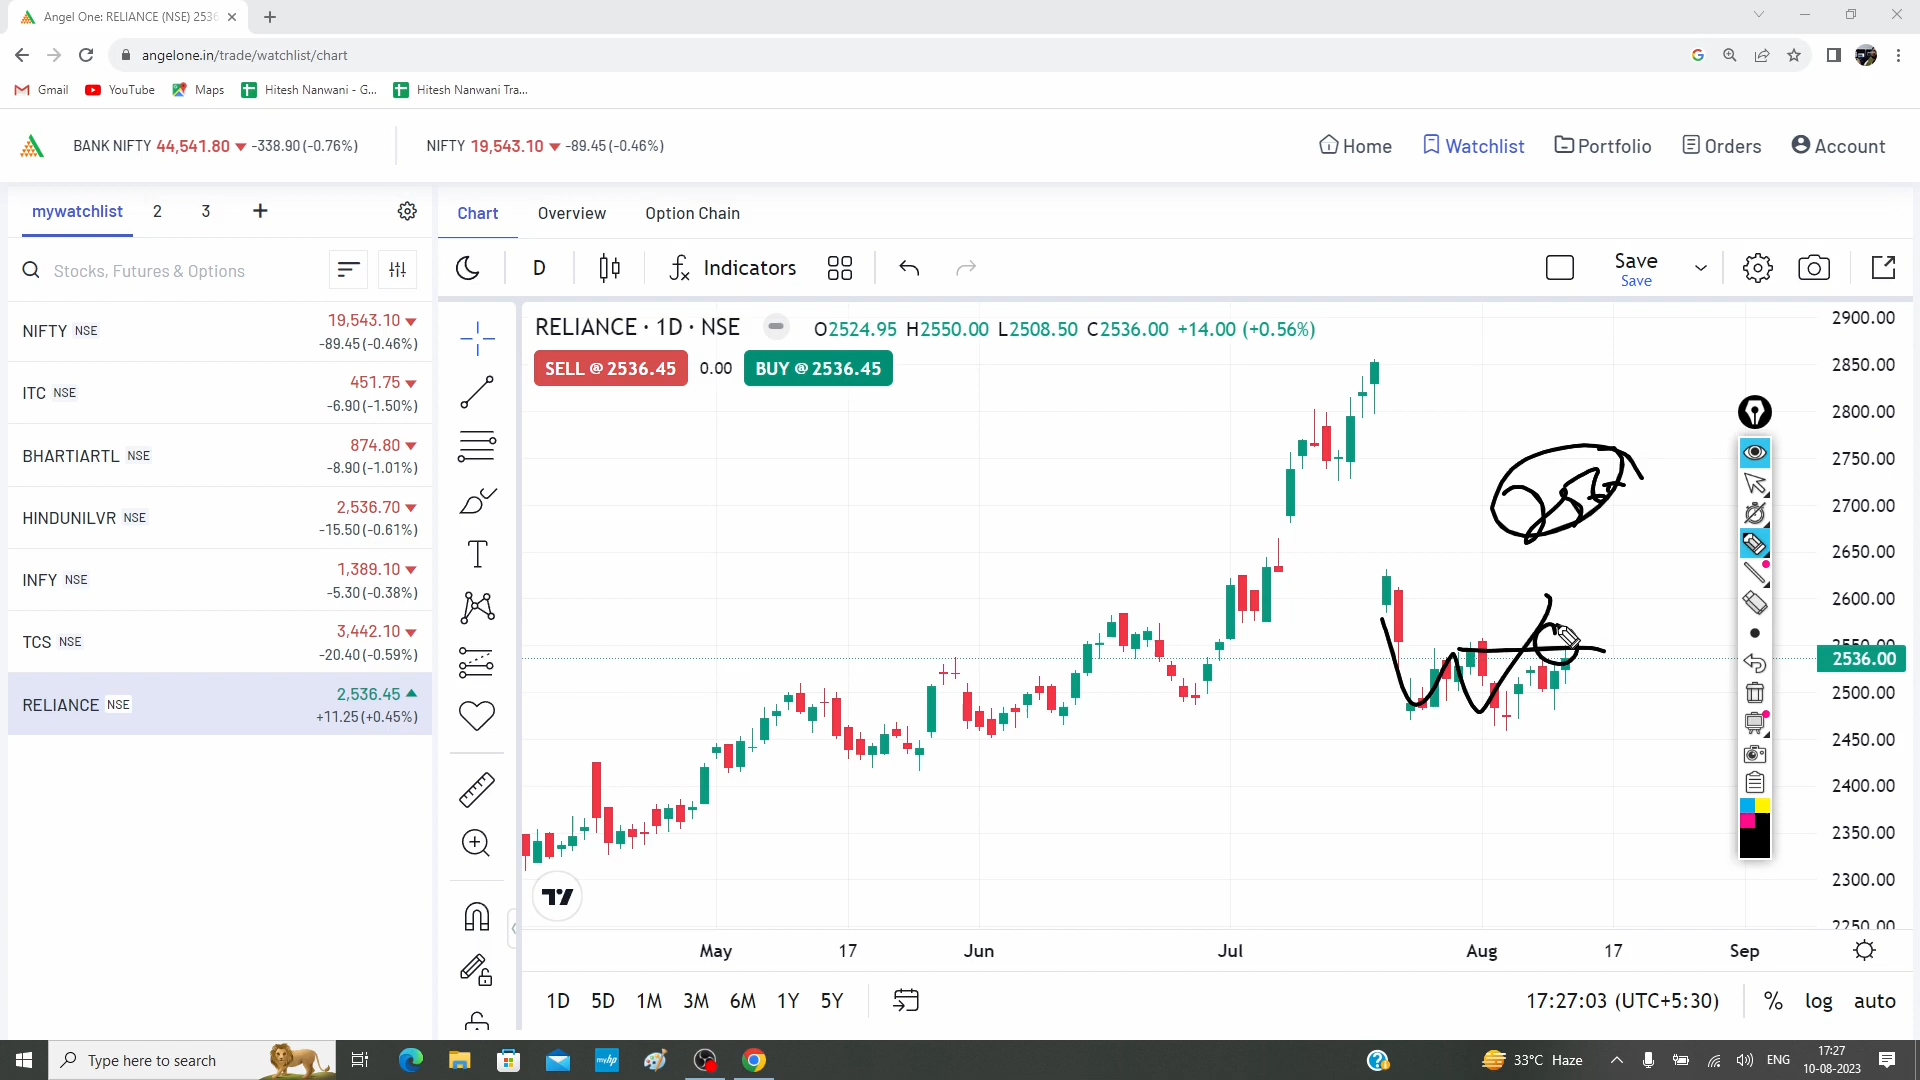 Angel One: RELIANCE (NSE) 2536
angelone.in/trade/watchlist/chart
Gmail YouTube Maps Hitesh Nanwani - G... Hitesh Nanwani Tra...
BANK NIFTY 44,541.80 -338.90(-0.76%) NIFTY 19,543.10 -89.45(-0.46%) Home Watchlist Portfolio Orders Account
mywatchlist 2 3 + Chart Overview Option Chain
Stocks, Futures & Options D Indicators Save
Save
NIFTY NSE 19,543.10
-89.45(-0.46%)
ITC NSE 451.75
-6.90(-1.50%)
BHARTIARTL NSE 874.80
-8.90(-1.01%)
HINDUNILVR NSE 2,536.70
-15.50(-0.61%)
INFY NSE 1,389.10
-5.30(-0.38%)
TCS NSE 3,442.10
-20.40(-0.59%)
RELIANCE NSE 2,536.45
+11.25(+0.45%)
RELIANCE · 1D · NSE O2524.95 H2550.00 L2508.50 C2536.00 +14.00 (+0.56%)
SELL @ 2536.45 0.00 BUY @ 2536.45
2900.00
2850.00
2800.00
2750.00
2700.00
2650.00
2600.00
2550.00
2536.00
2500.00
2450.00
2400.00
2350.00
2300.00
2250.00
May 17 Jun Jul Aug 17 Sep
1D 5D 1M 3M 6M 1Y 5Y 17:27:03 (UTC+5:30) % log auto
Type here to search myhp 33°C Haze ENG 17:27
10-08-2023